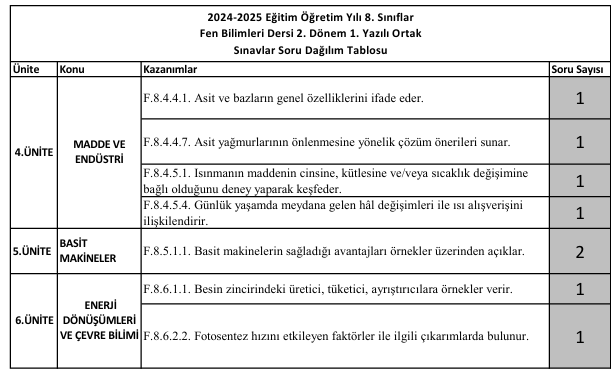 2024-2025 Eğitim Öğretim Yılı 8. Sınıflar
Fen Bilimleri Dersi 2. Dönem 1. Yazılı Ortak
Sınavlar Soru Dağılım Tablosu
Ünite Konu Kazanımlar Soru Sayısı
4.ÜNİTE
MADDE VE
ENDÜSTRİ
F.8.4.4.1. Asit ve bazların genel özelliklerini ifade eder. 1
F.8.4.4.7. Asit yağmurlarının önlenmesine yönelik çözüm önerileri sunar. 1
F.8.4.5.1. Isınmanın maddenin cinsine, kütlesine ve/veya sıcaklık değişimine
bağlı olduğunu deney yaparak keşfeder. 1
F.8.4.5.4. Günlük yaşamda meydana gelen hâl değişimleri ile ısı alışverişini
ilişkilendirir. 1
5.ÜNİTE
BASİT
MAKİNELER
F.8.5.1.1. Basit makinelerin sağladığı avantajları örnekler üzerinden açıklar. 2
6.ÜNİTE
ENERJİ
DÖNÜŞÜMLERİ
VE ÇEVRE BİLİMİ
F.8.6.1.1. Besin zincirindeki üretici, tüketici, ayrıştırıcılara örnekler verir. 1
F.8.6.2.2. Fotosentez hızını etkileyen faktörler ile ilgili çıkarımlarda bulunur. 1